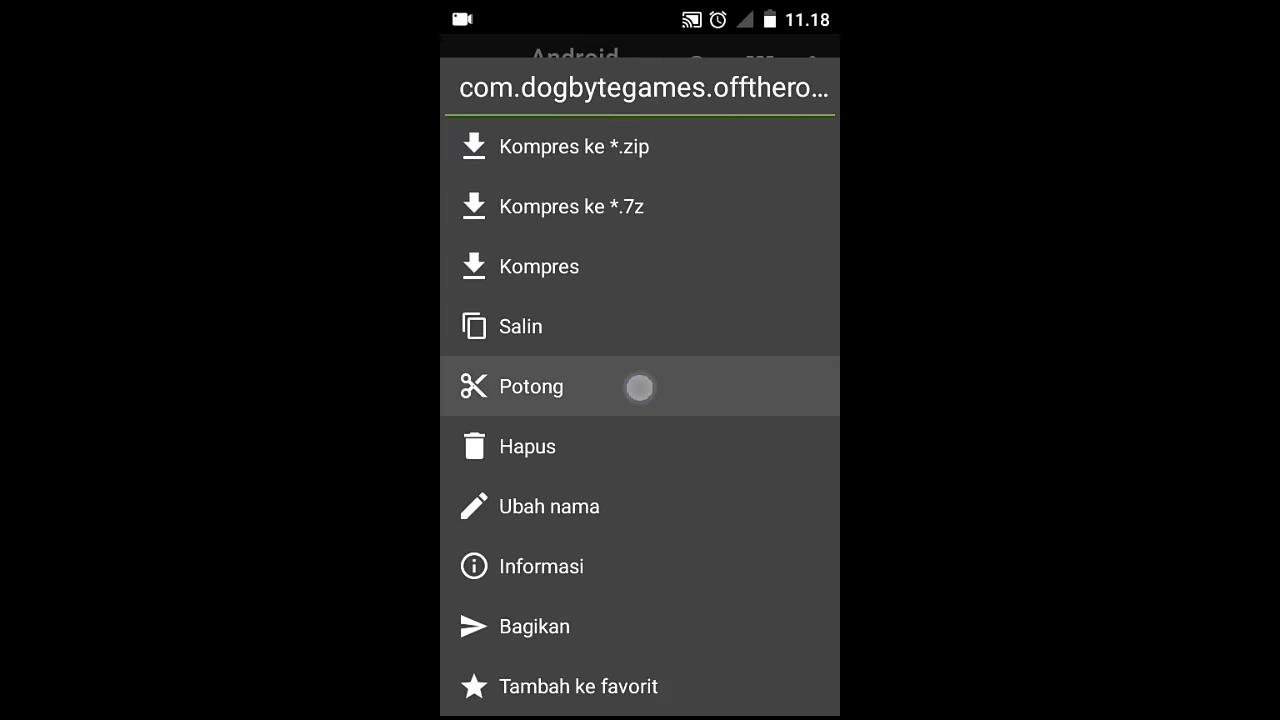 11.18
Android
com.dogbytegames.offthero...
Kompres ke *.zip
Kompres ke *.7z
Kompres
Salin
Potong
Hapus
Ubah nama
Informasi
Bagikan
Tambah ke favorit